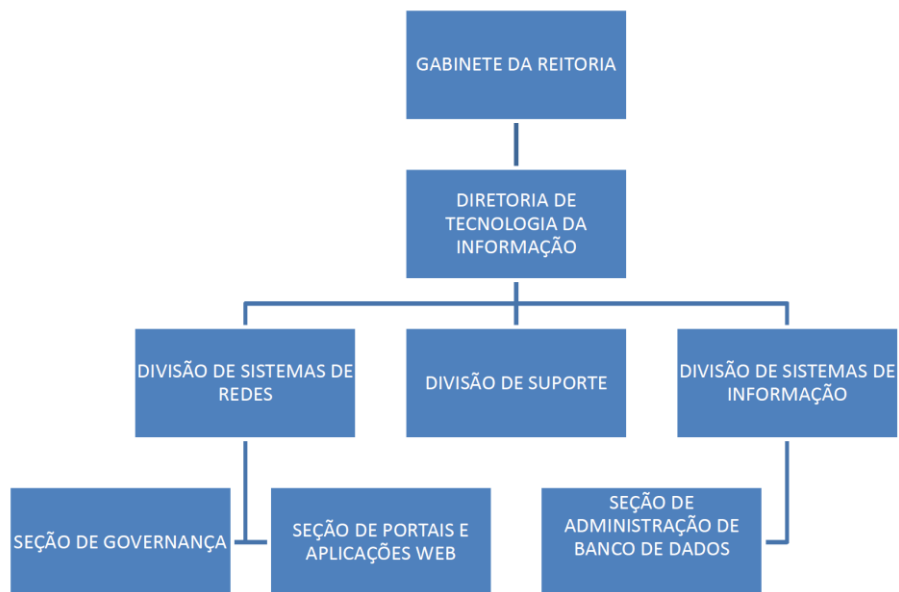 GABINETE DA REITORIA
DIRETORIA DE
TECNOLOGIA DA
INFORMAÇÃO
DIVISÃO DE SISTEMAS DE
REDES
DIVISÃO DE SUPORTE
DIVISÃO DE SISTEMAS DE
INFORMAÇÃO
SEÇÃO DE GOVERNANÇA
SEÇÃO DE PORTAIS E
APLICAÇÕES WEB
SEÇÃO DE
ADMINISTRAÇÃO DE
BANCO DE DADOS